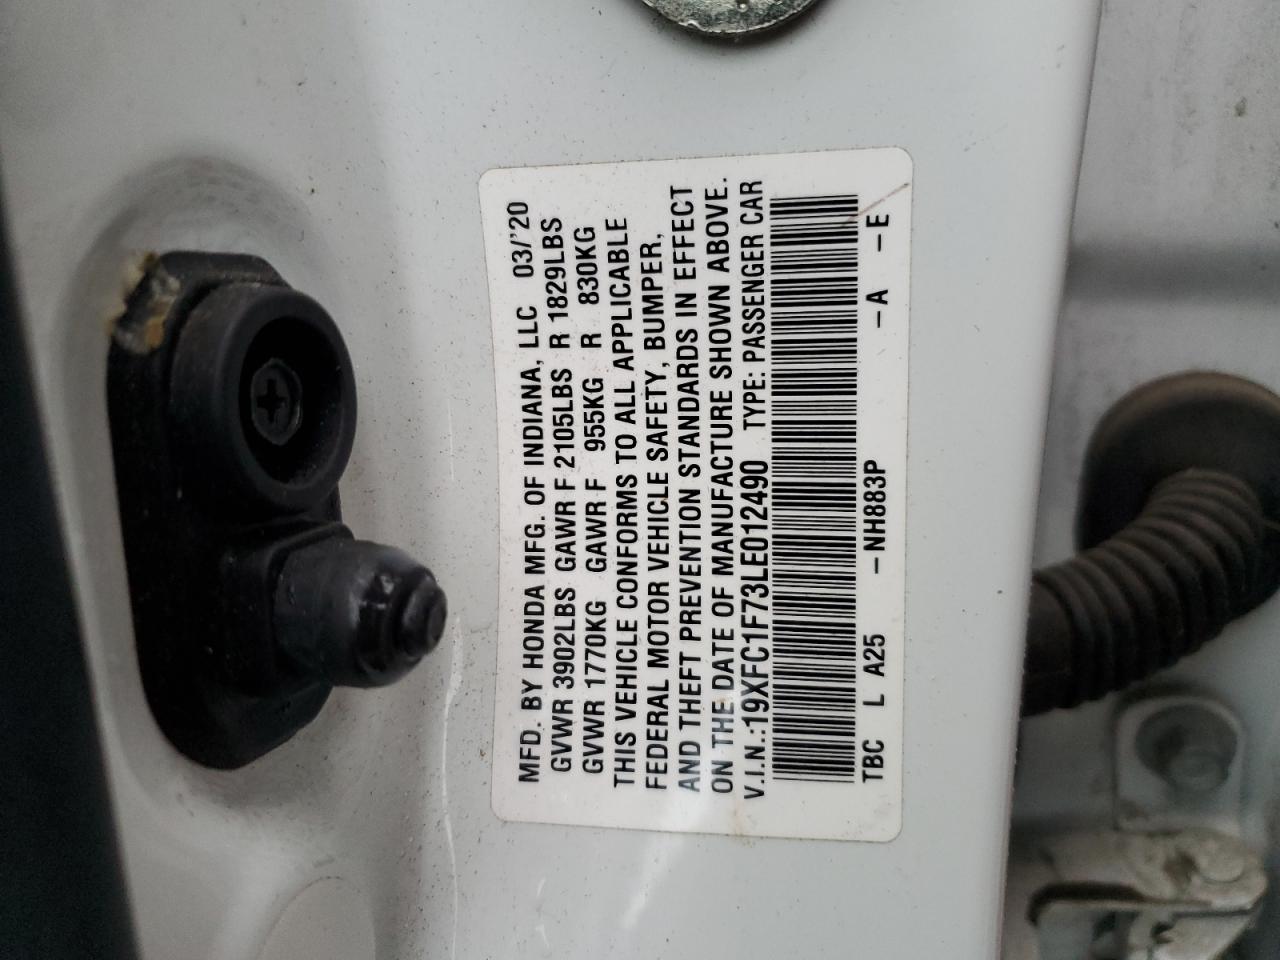 MFD. BY HONDA MFG. OF INDIANA, LLC 03/'20
GVWR 3902LBS GAWR F 2105LBS R 1829LBS
GVWR 1770KG GAWR F 955KG R 830KG
THIS VEHICLE CONFORMS TO ALL APPLICABLE
FEDERAL MOTOR VEHICLE SAFETY, BUMPER,
AND THEFT PREVENTION STANDARDS IN EFFECT
ON THE DATE OF MANUFACTURE SHOWN ABOVE.
V.I.N.:19XFC1F73LE012490 TYPE: PASSENGER CAR
TBC L A25 -NH883P -A -E